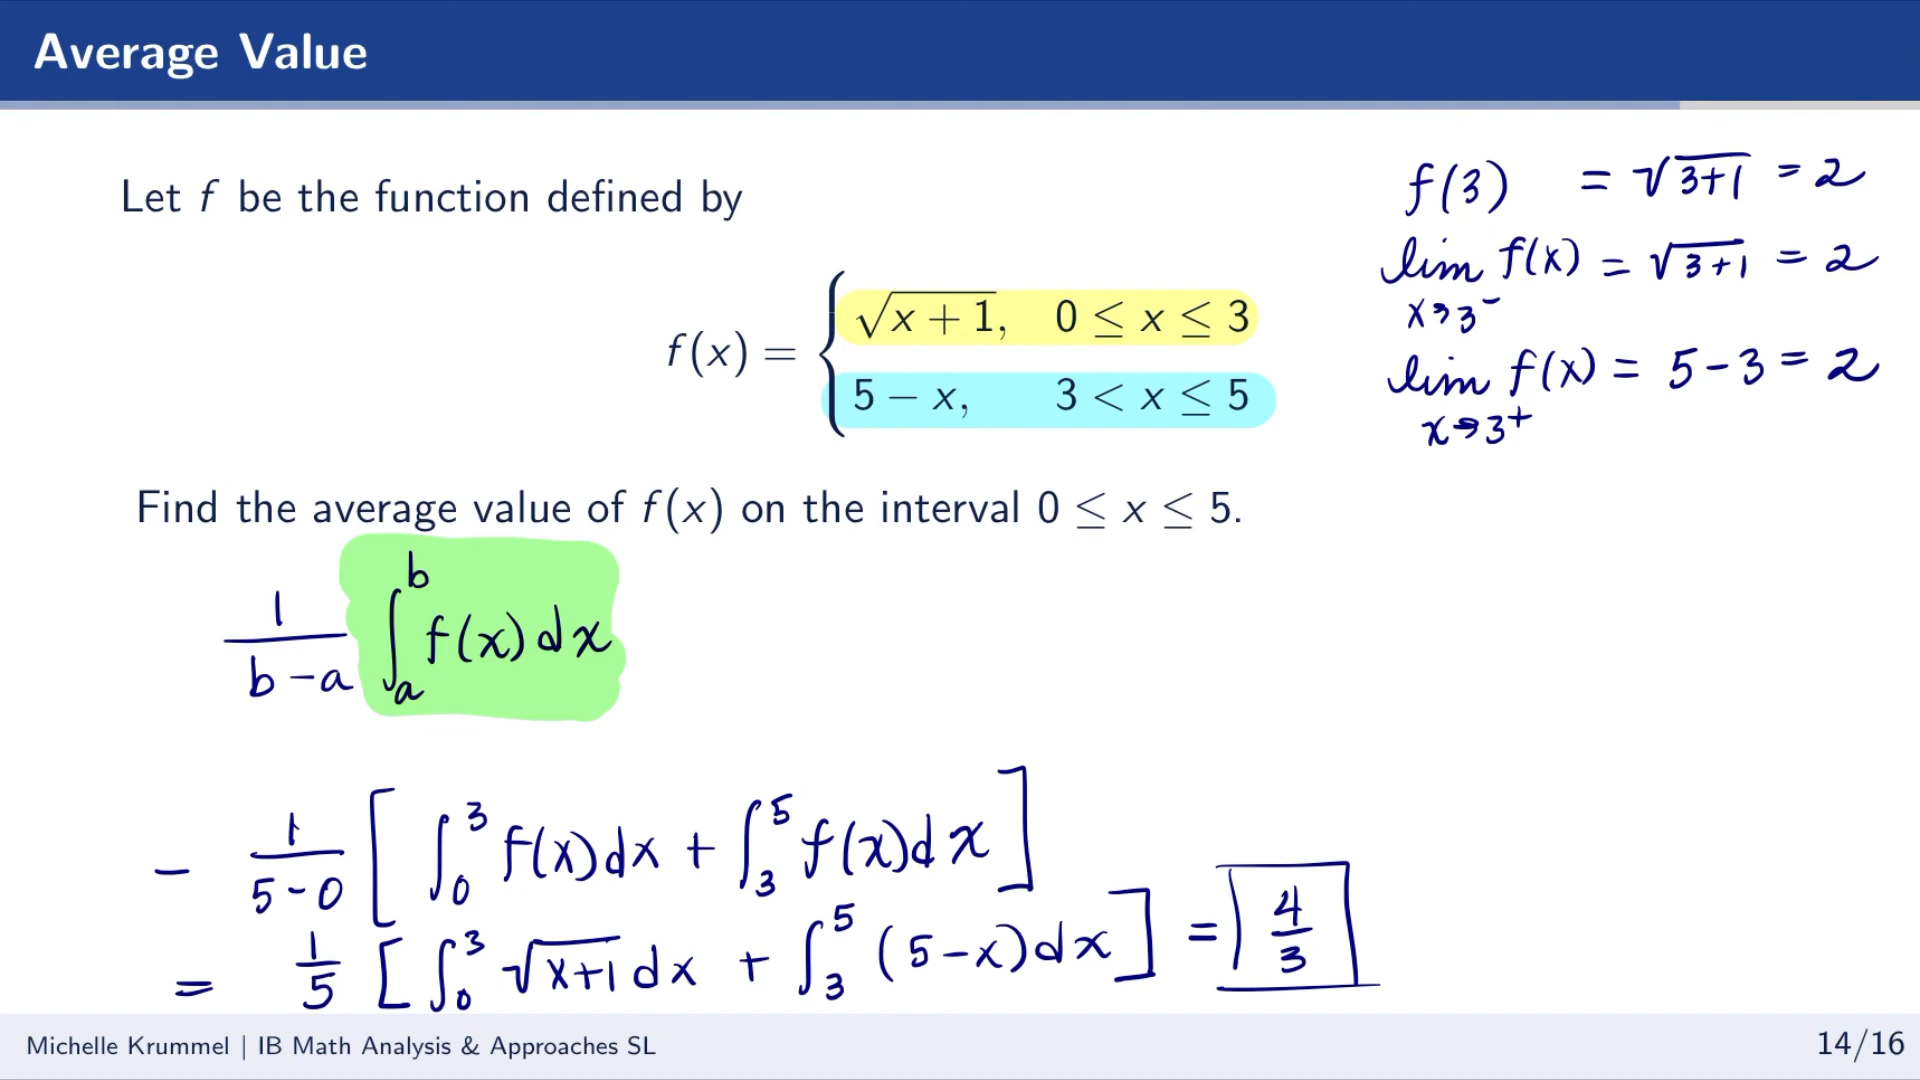 Average Value
Let f be the function defined by
f(x) = { √(x + 1), 0 ≤ x ≤ 3
5 − x, 3 < x ≤ 5
f(3) = √(3+1) = 2
lim f(x) = √(3+1) = 2
x→3⁻
lim f(x) = 5-3 = 2
x→3⁺
Find the average value of f(x) on the interval 0 ≤ x ≤ 5.
1/(b-a) ∫_a^b f(x)dx
- 1/(5-0) [ ∫_0^3 f(x)dx + ∫_3^5 f(x)dx ]
= 1/5 [ ∫_0^3 √(x+1) dx + ∫_3^5 (5-x)dx ] = 4/3
Michelle Krummel | IB Math Analysis & Approaches SL
14/16